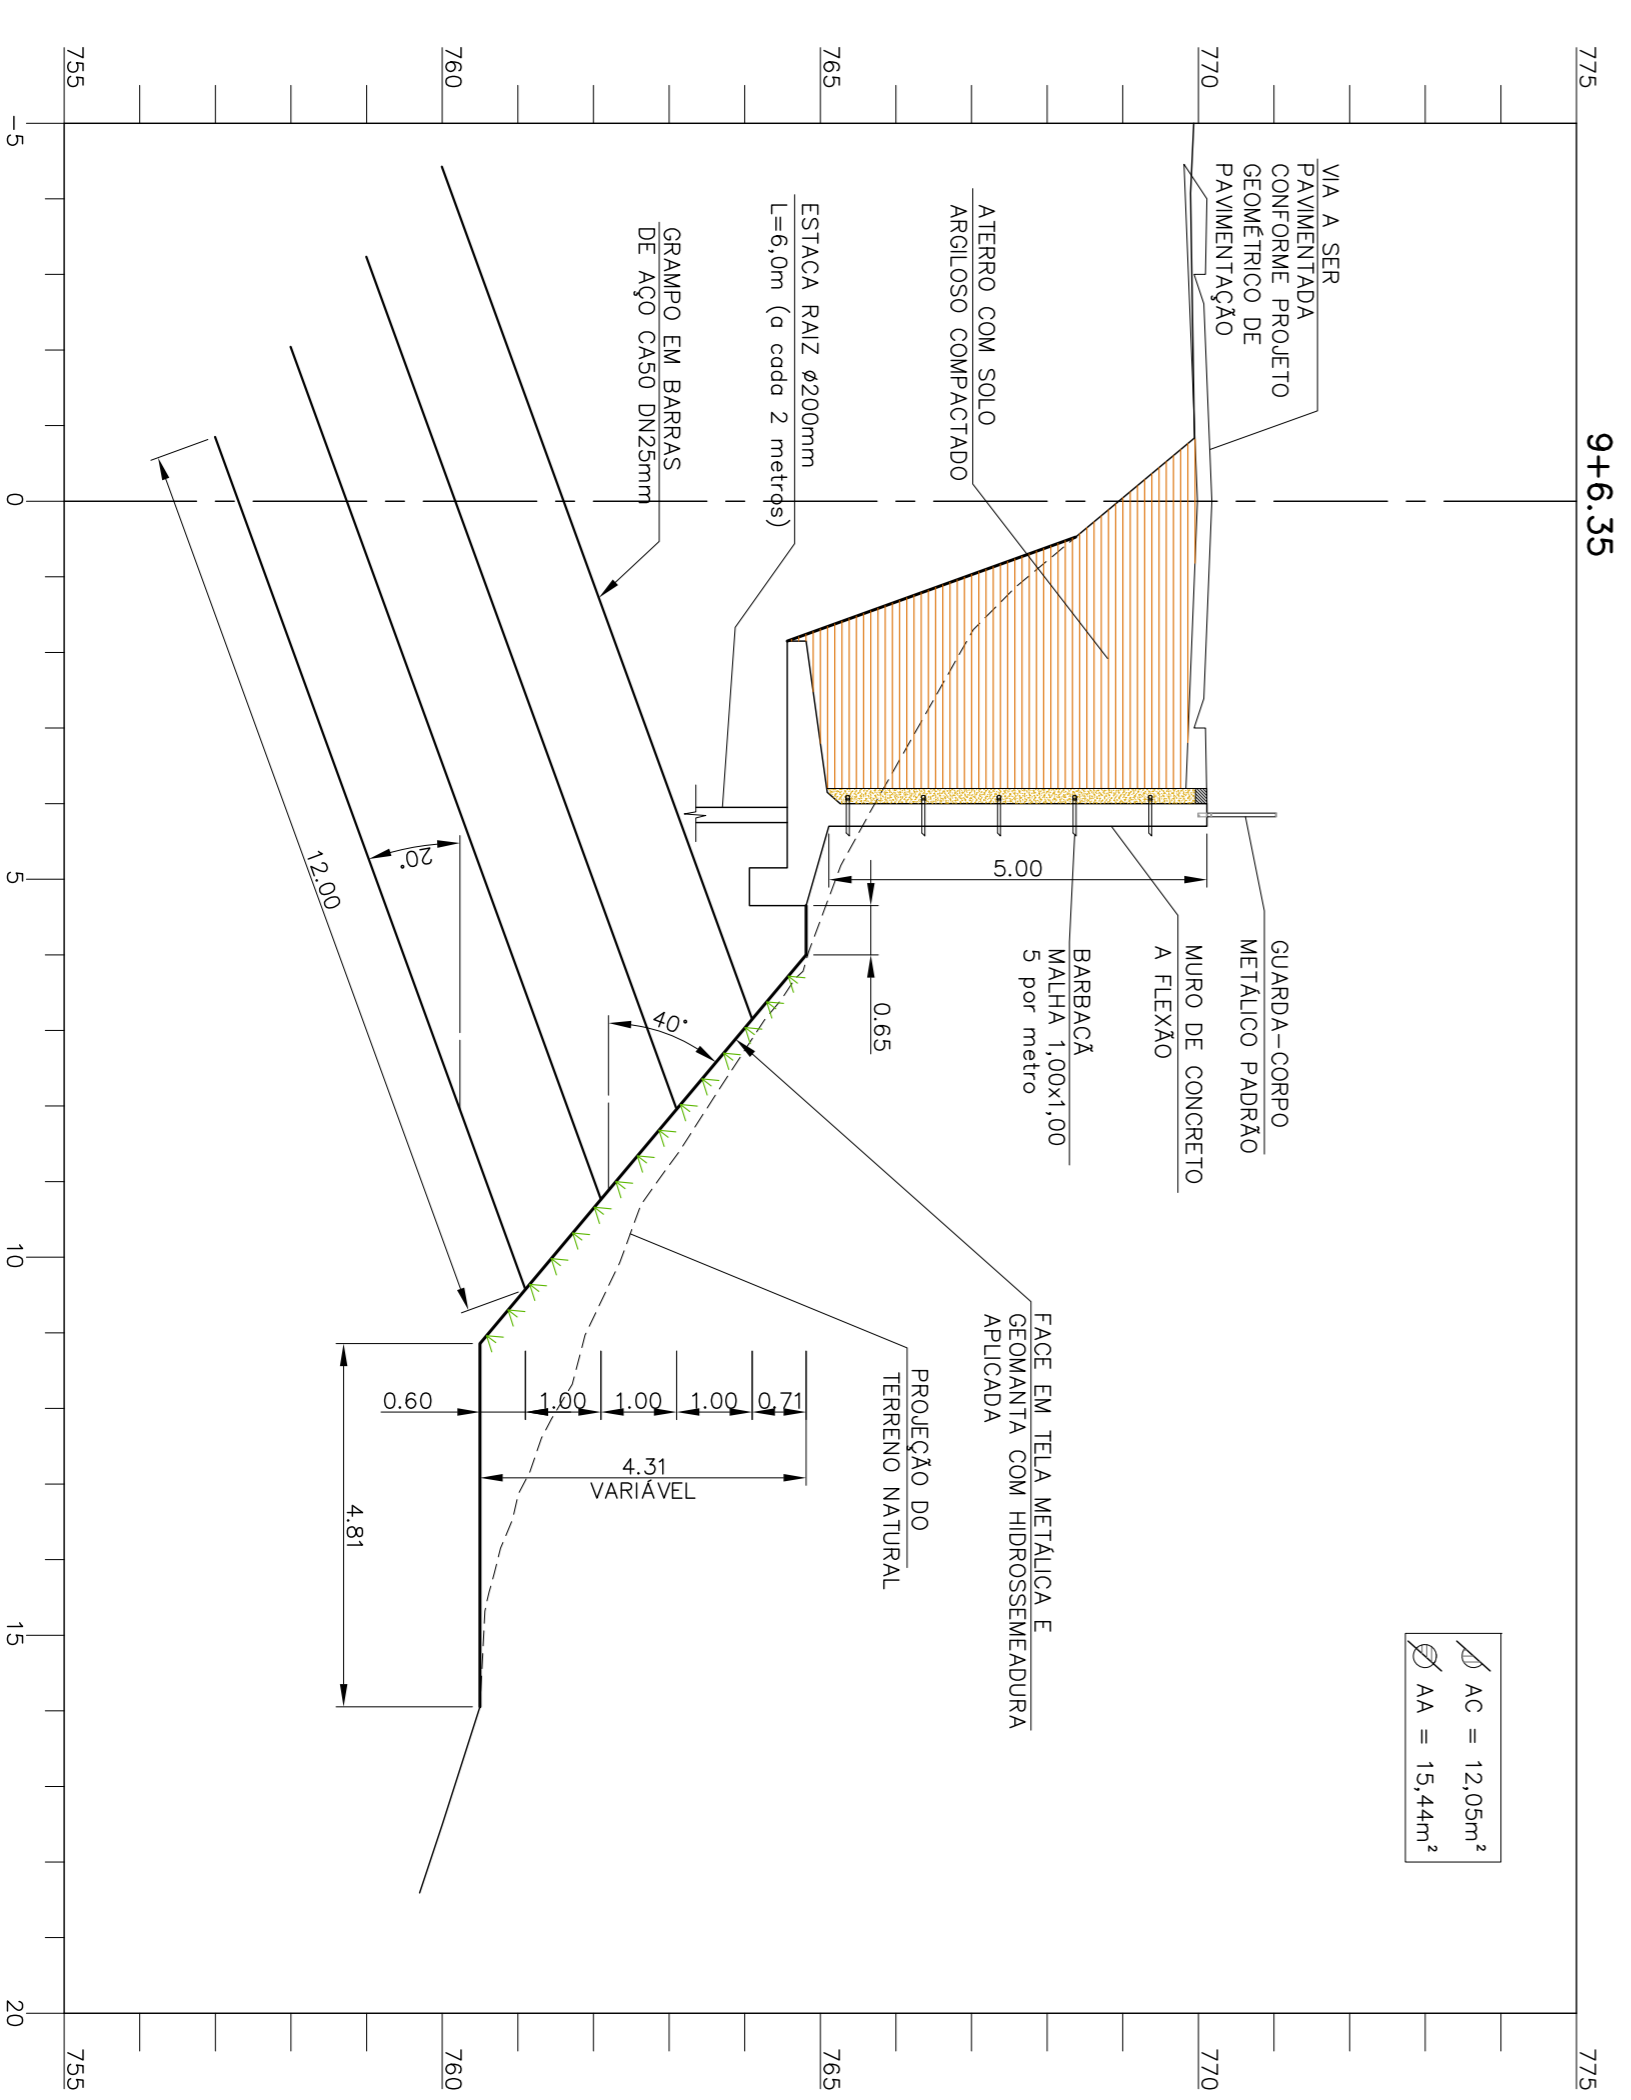 9+6.35
775
770
765
760
755
775
770
765
760
755
-5
0
5
10
15
20
AC = 12,05m²
AA = 15,44m²
VIA A SER
PAVIMENTADA
CONFORME PROJETO
GEOMÉTRICO DE
PAVIMENTAÇÃO
ATERRO COM SOLO
ARGILOSO COMPACTADO
ESTACA RAIZ ø200mm
L=6,0m (a cada 2 metros)
GRAMPO EM BARRAS
DE AÇO CA50 DN25mm
GUARDA-CORPO
METÁLICO PADRÃO
MURO DE CONCRETO
A FLEXÃO
BARBACÃ
MALHA 1,00x1,00
5 por metro
FACE EM TELA METÁLICA E
GEOMANTA COM HIDROSSEMEADURA
APLICADA
PROJEÇÃO DO
TERRENO NATURAL
5.00
0.65
40°
20°
12.00
0.71
1.00
1.00
1.00
0.60
4.31
VARIÁVEL
4.81